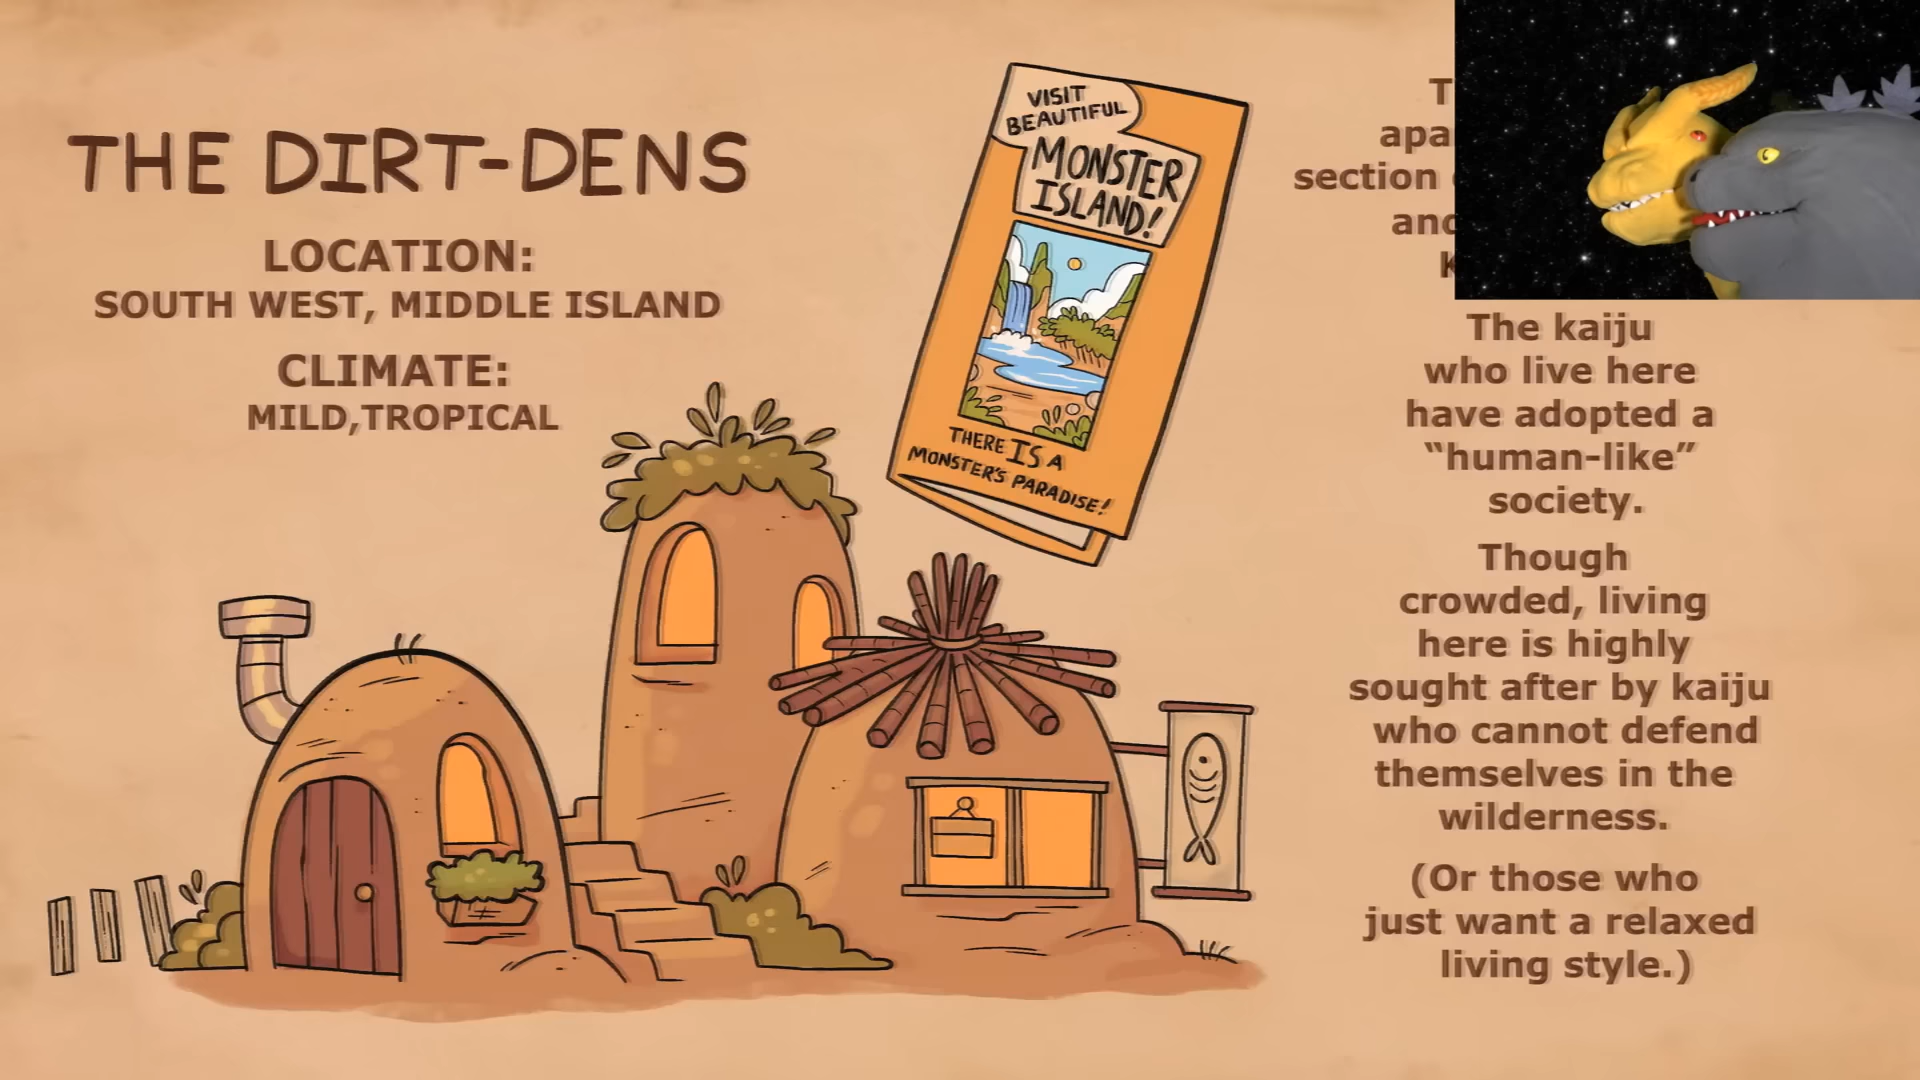 THE DIRT-DENS
LOCATION:
SOUTH WEST, MIDDLE ISLAND
CLIMATE:
MILD,TROPICAL
VISIT
BEAUTIFUL
MONSTER
ISLAND!
THERE IS A
MONSTER'S PARADISE!
section
The kaiju
who live here
have adopted a
“human-like”
society.
Though
crowded, living
here is highly
sought after by kaiju
who cannot defend
themselves in the
wilderness.
(Or those who
just want a relaxed
living style.)